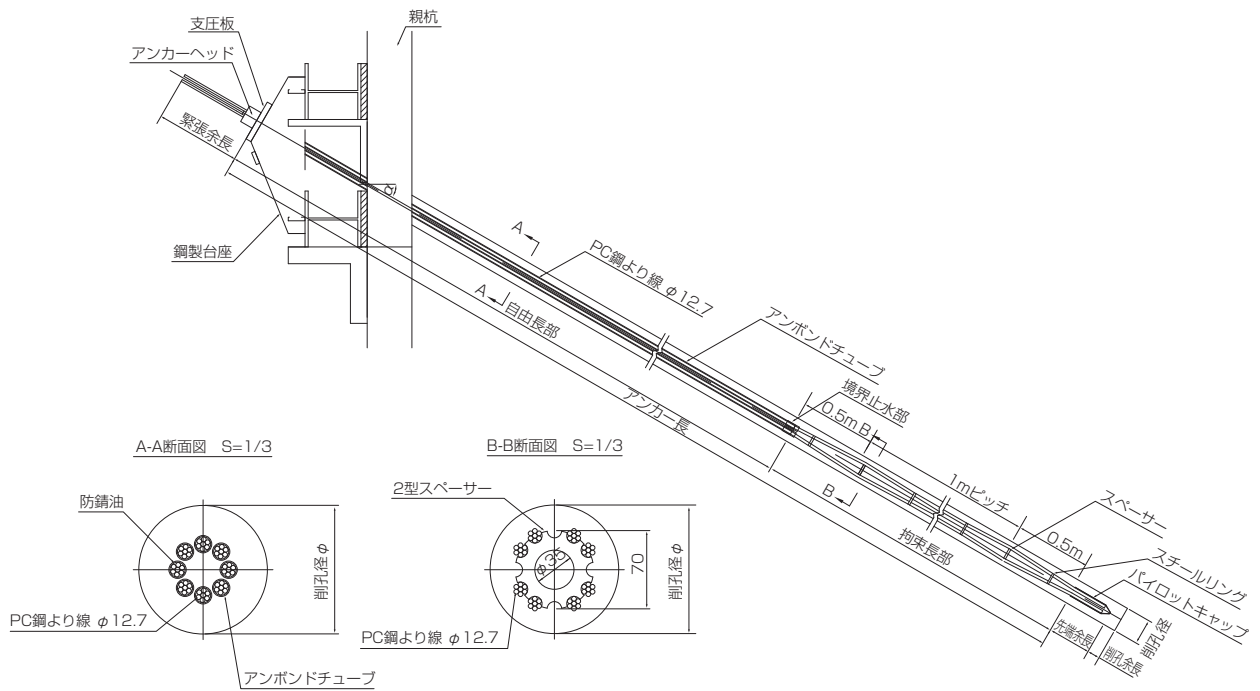 親杭
支圧板
アンカーヘッド
緊張余長
α
鋼製台座
A
PC鋼より線 φ12.7
A
自由長部
アンボンドチューブ
境界止水部
アンカー長
0.5m
B
1mピッチ
B
スペーサー
拘束長部
0.5m
スチールリング
パイロットキャップ
先端余長
削孔余長
削孔径
A-A断面図 S=1/3
防錆油
削孔径φ
PC鋼より線 φ12.7
アンボンドチューブ
B-B断面図 S=1/3
2型スペーサー
φ35
70
削孔径φ
PC鋼より線 φ12.7